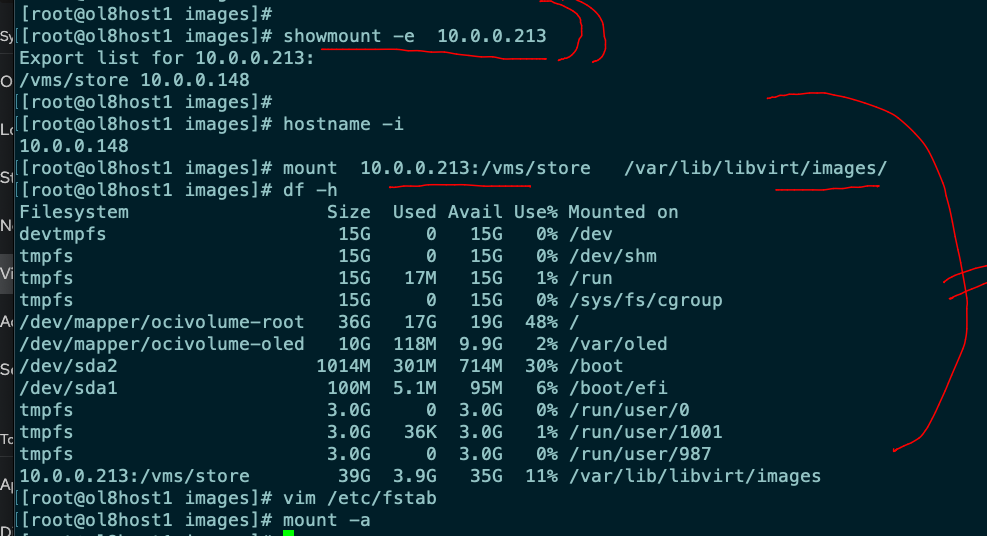 [root@ol8host1 images]#
[root@ol8host1 images]# showmount -e  10.0.0.213
Export list for 10.0.0.213:
/vms/store 10.0.0.148
[root@ol8host1 images]#
[root@ol8host1 images]# hostname -i
10.0.0.148
[root@ol8host1 images]# mount  10.0.0.213:/vms/store   /var/lib/libvirt/images/
[root@ol8host1 images]# df -h
Filesystem                  Size  Used Avail Use% Mounted on
devtmpfs                     15G     0   15G   0% /dev
tmpfs                        15G     0   15G   0% /dev/shm
tmpfs                        15G   17M   15G   1% /run
tmpfs                        15G     0   15G   0% /sys/fs/cgroup
/dev/mapper/ocivolume-root   36G   17G   19G  48% /
/dev/mapper/ocivolume-oled   10G  118M  9.9G   2% /var/oled
/dev/sda2                  1014M  301M  714M  30% /boot
/dev/sda1                   100M  5.1M   95M   6% /boot/efi
tmpfs                       3.0G     0  3.0G   0% /run/user/0
tmpfs                       3.0G   36K  3.0G   1% /run/user/1001
tmpfs                       3.0G     0  3.0G   0% /run/user/987
10.0.0.213:/vms/store        39G  3.9G   35G  11% /var/lib/libvirt/images
[root@ol8host1 images]# vim /etc/fstab
[root@ol8host1 images]# mount -a
[root@ol8host1 images]#